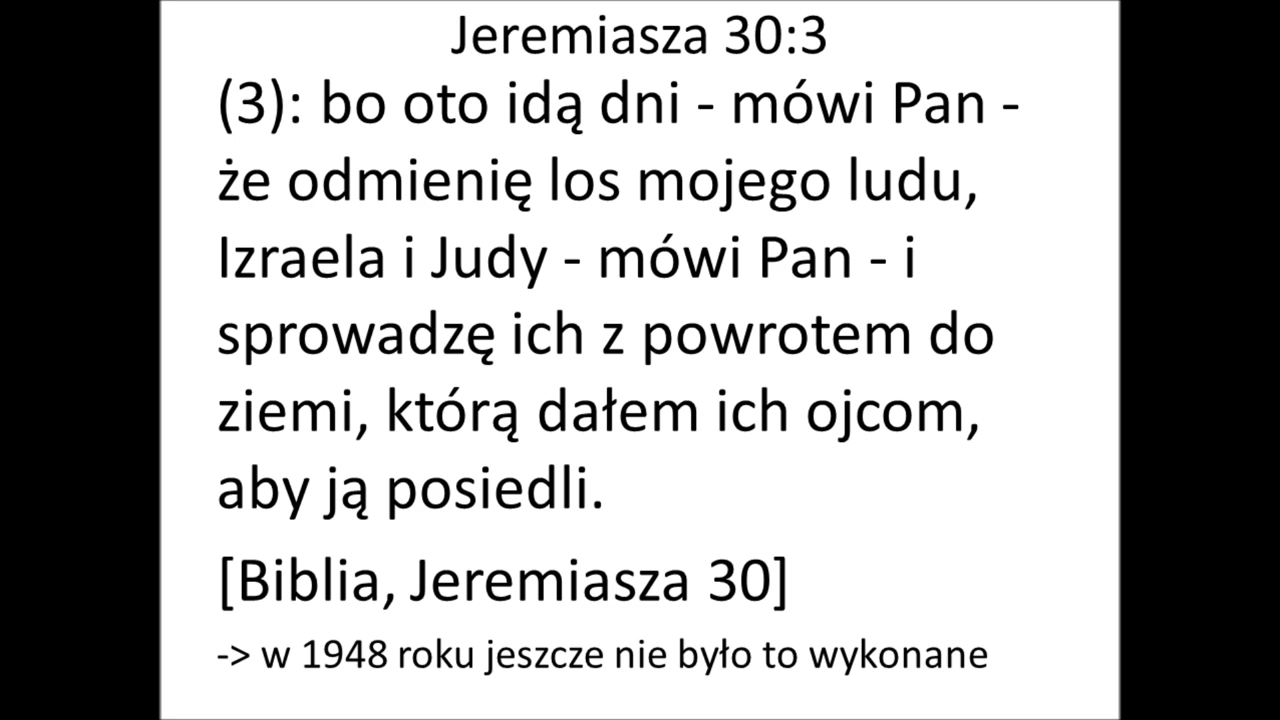 Jeremiasza 30:3
(3): bo oto idą dni - mówi Pan -
że odmienię los mojego ludu,
Izraela i Judy - mówi Pan - i
sprowadzę ich z powrotem do
ziemi, którą dałem ich ojcom,
aby ją posiedli.
[Biblia, Jeremiasza 30]
-> w 1948 roku jeszcze nie było to wykonane